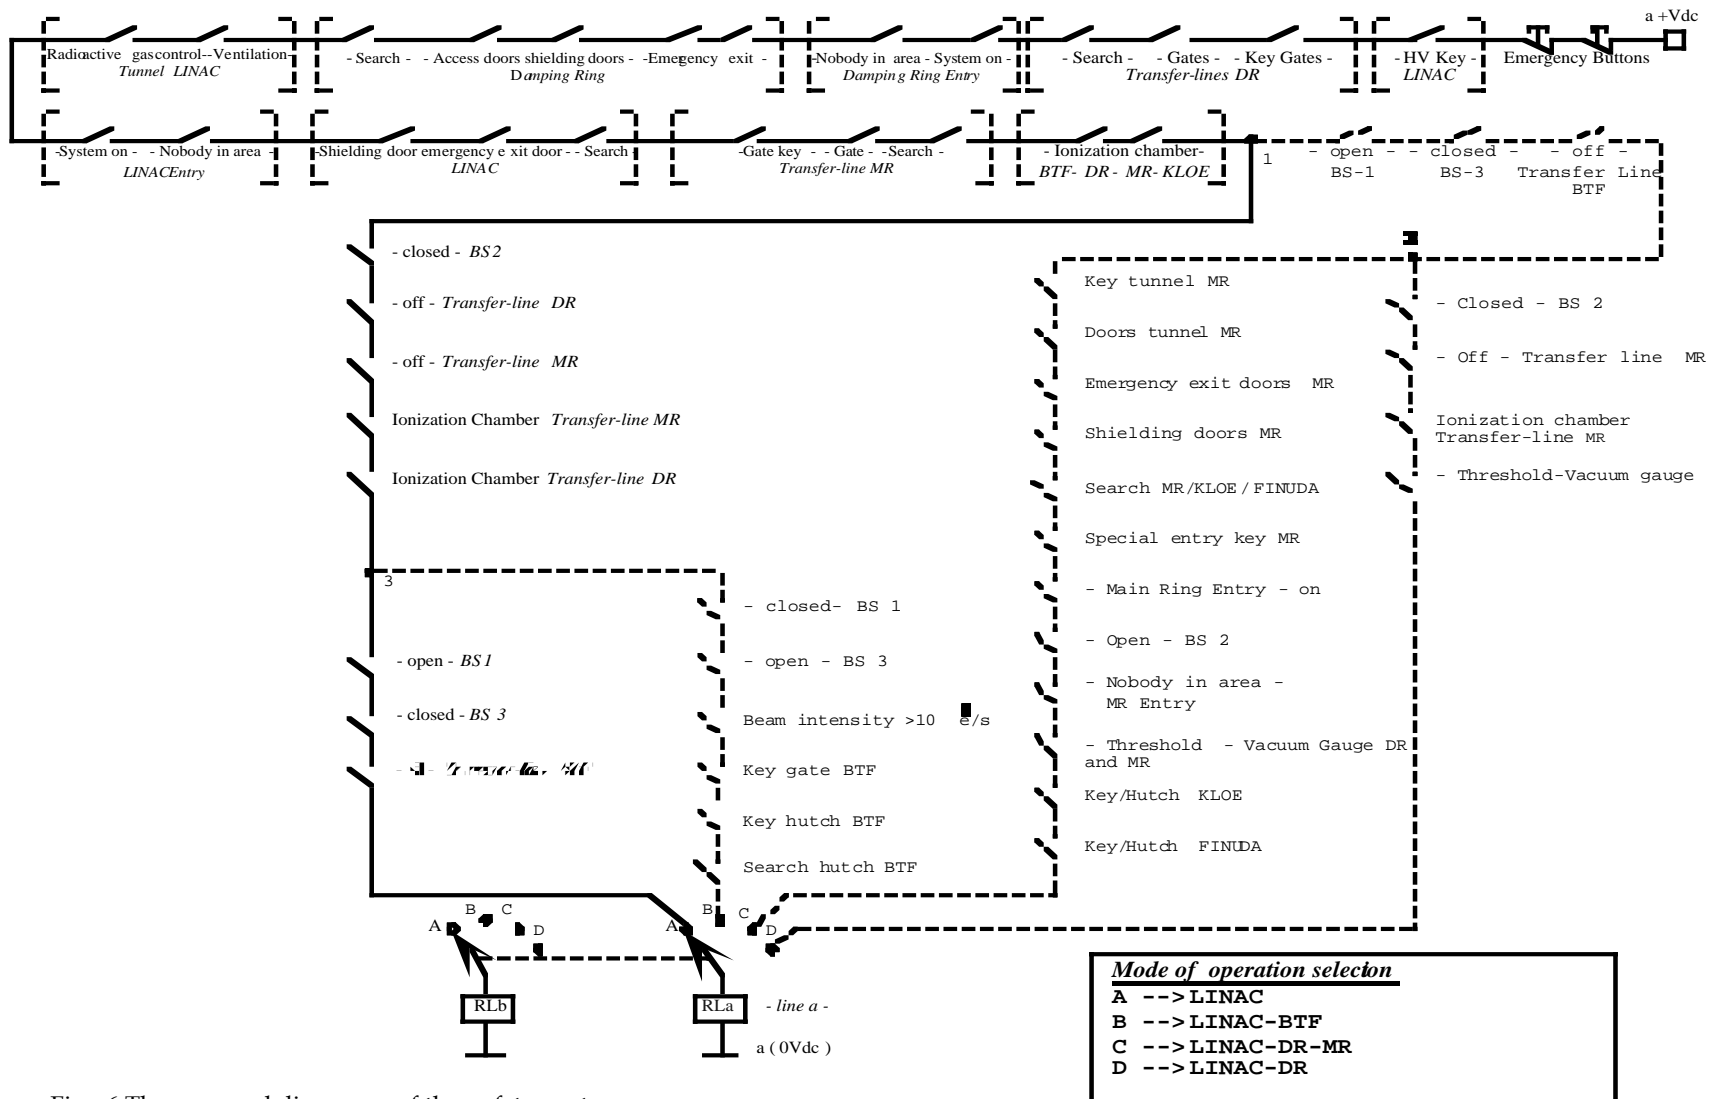 a +Vdc
Radioactive gascontrol--Ventilation-
Tunnel LINAC
- Search - - Access doors shielding doors - -Emergency exit -
Damping Ring
-Nobody in area - System on -
Damping Ring Entry
- Search - - Gates - - Key Gates -
Transfer-lines DR
- HV Key -
LINAC
Emergency Buttons
-System on - - Nobody in area -
LINACEntry
-Shielding door emergency e xit door - - Search -
LINAC
-Gate key - - Gate - -Search -
Transfer-line MR
- Ionization chamber-
BTF- DR - MR- KLOE
1
- open - - closed - - off -
BS-1 BS-3 Transfer Line
BTF
- closed - BS2
- off - Transfer-line DR
- off - Transfer-line MR
Ionization Chamber Transfer-line MR
Ionization Chamber Transfer-line DR
3
- open - BS1
- closed - BS 3
- closed- BS 1
- open - BS 3
Beam intensity >10 e/s
Key gate BTF
Key hutch BTF
Search hutch BTF
Key tunnel MR
Doors tunnel MR
Emergency exit doors MR
Shielding doors MR
Search MR/KLOE/FINUDA
Special entry key MR
- Main Ring Entry - on
- Open - BS 2
- Nobody in area -
MR Entry
- Threshold - Vacuum Gauge DR
and MR
Key/Hutch KLOE
Key/Hutch FINUDA
- Closed - BS 2
- Off - Transfer line MR
Ionization chamber
Transfer-line MR
- Threshold-Vacuum gauge
A B C D
A B C D
RLb
RLa
- line a -
a ( 0Vdc )
Mode of operation selecion
A -->LINAC
B -->LINAC-BTF
C -->LINAC-DR-MR
D -->LINAC-DR